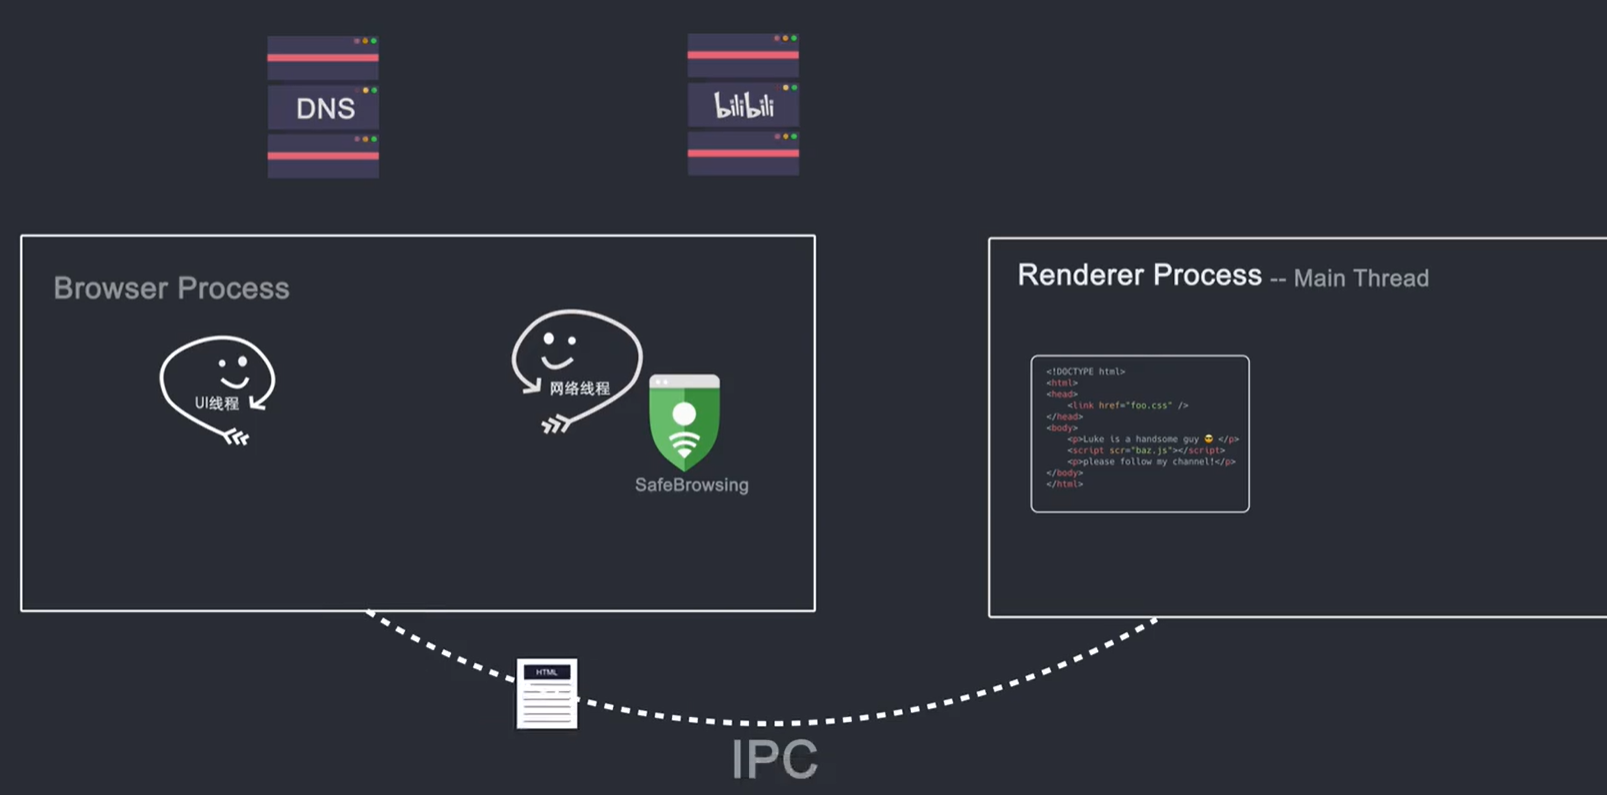 DNS
bilibili
Browser Process
UI线程
网络线程
SafeBrowsing
Renderer Process -- Main Thread
<!DOCTYPE html>
<html>
<head>
<link href="foo.css" />
</head>
<body>
<p>Luke is a handsome guy 😎 </p>
<script scr="baz.js"></script>
<p>please follow my channel!</p>
</body>
</html>
HTML
IPC